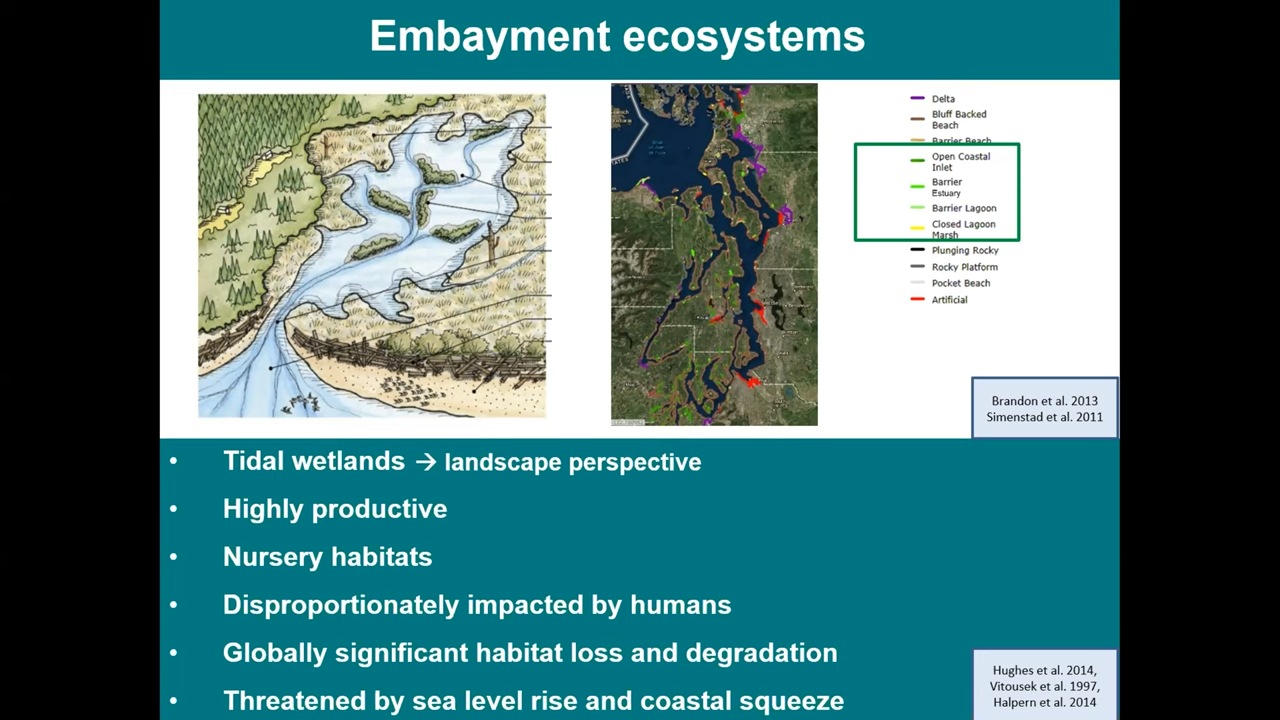 Embayment ecosystems
Delta
Bluff Backed
Beach
Barrier Beach
Open Coastal
Inlet
Barrier
Estuary
Barrier Lagoon
Closed Lagoon
Marsh
Plunging Rocky
Rocky Platform
Pocket Beach
Artificial
Brandon et al. 2013
Simenstad et al. 2011
• Tidal wetlands → landscape perspective
• Highly productive
• Nursery habitats
• Disproportionately impacted by humans
• Globally significant habitat loss and degradation
• Threatened by sea level rise and coastal squeeze
Hughes et al. 2014,
Vitousek et al. 1997,
Halpern et al. 2014